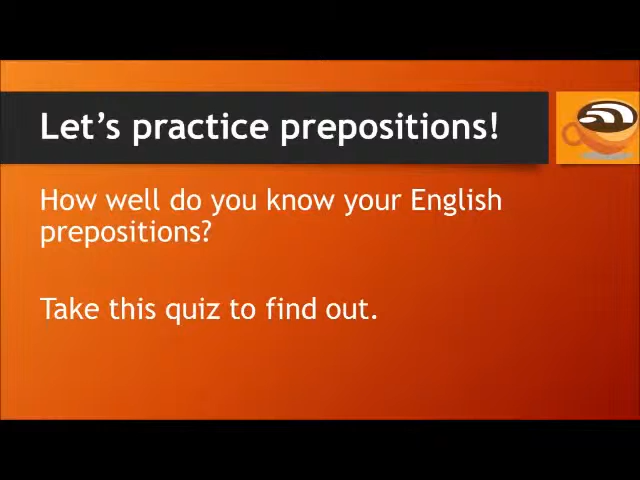 Let’s practice prepositions!
How well do you know your English
prepositions?
Take this quiz to find out.